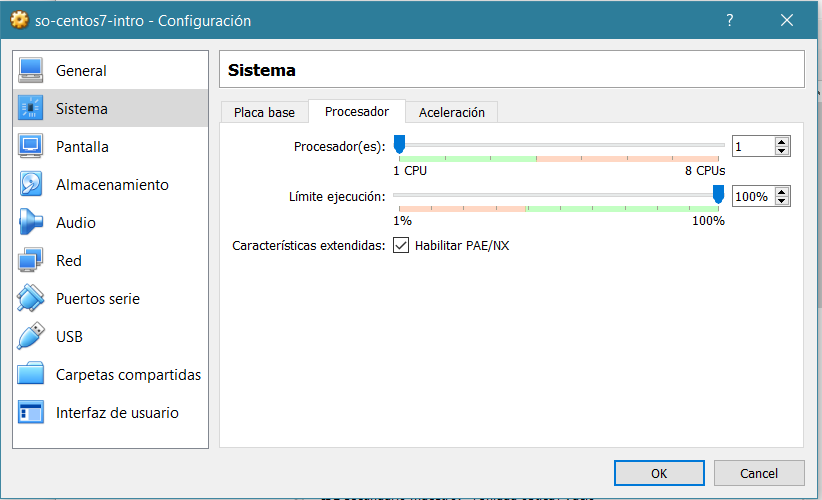 so-centos7-intro - Configuración
?
General
Sistema
Pantalla
Almacenamiento
Audio
Red
Puertos serie
USB
Carpetas compartidas
Interfaz de usuario
Sistema
Placa base Procesador Aceleración
Procesador(es): 1
1 CPU 8 CPUs
Límite ejecución: 100%
1% 100%
Características extendidas: Habilitar PAE/NX
OK Cancel